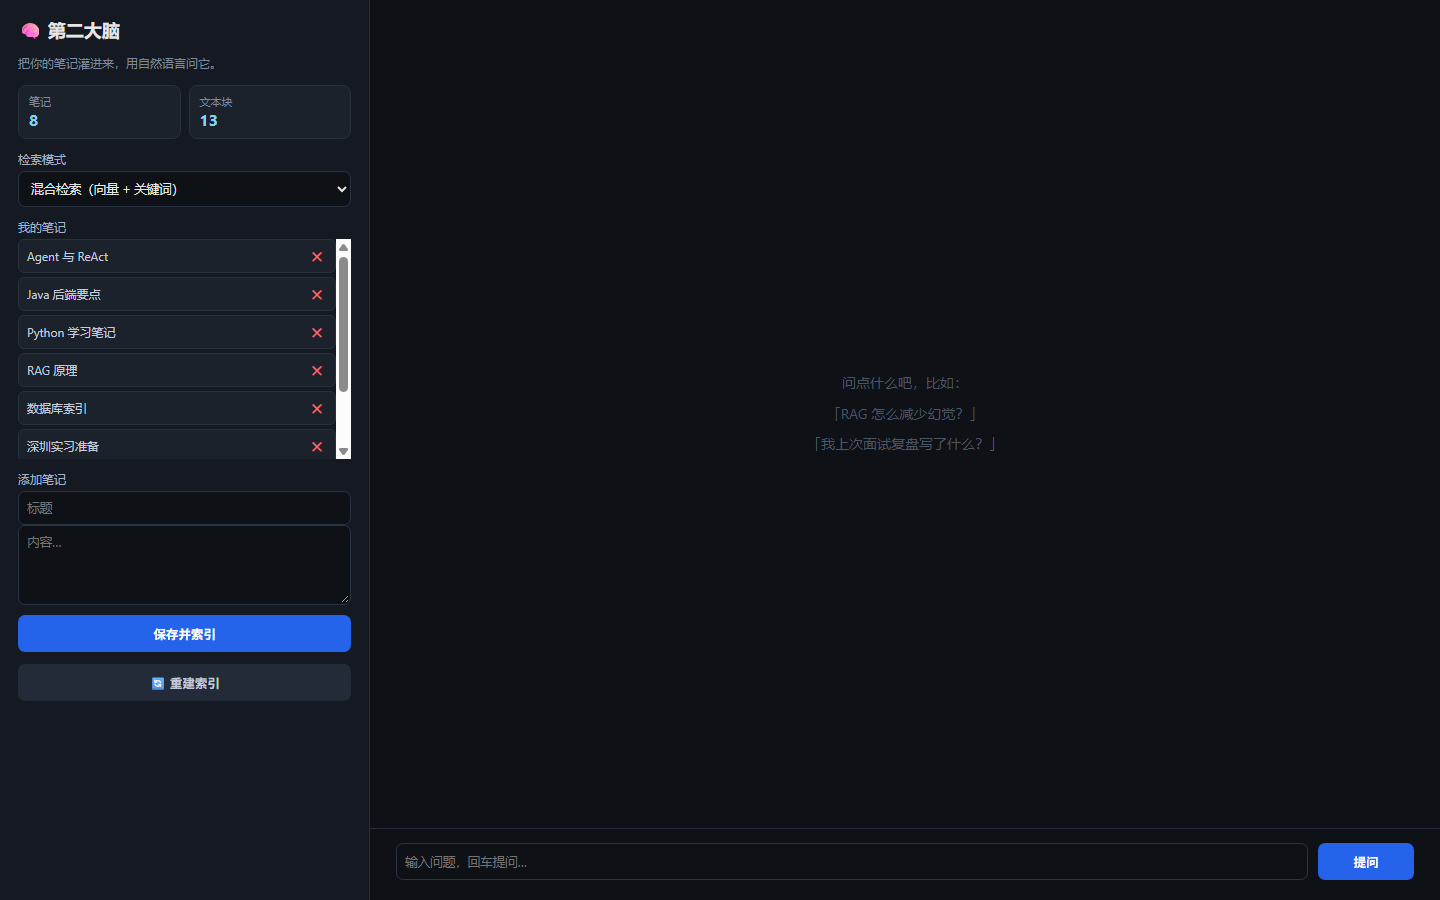 🧠 第二大脑
把你的笔记灌进来，用自然语言问它。
笔记
8
文本块
13
检索模式
混合检索（向量 + 关键词）
我的笔记
Agent 与 ReAct
Java 后端要点
Python 学习笔记
RAG 原理
数据库索引
深圳实习准备
添加笔记
标题
内容...
保存并索引
🔄 重建索引
问点什么吧，比如：
「RAG 怎么减少幻觉？」
「我上次面试复盘写了什么？」
输入问题，回车提问...
提问